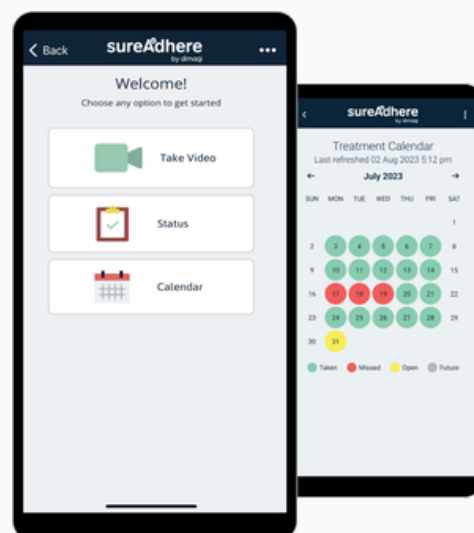 Back
sureAdhere
by dimagi
Welcome!
Choose any option to get started
Take Video
Status
Calendar
sureAdhere
by dimagi
Treatment Calendar
Last refreshed 02 Aug 2023 5:12 pm
← July 2023 →
SUN MON TUE WED THU FRI SAT
1
2 3 4 5 6 7 8
9 10 11 12 13 14 15
16 17 18 19 20 21 22
23 24 25 26 27 28 29
30 31
Taken Missed Open Future